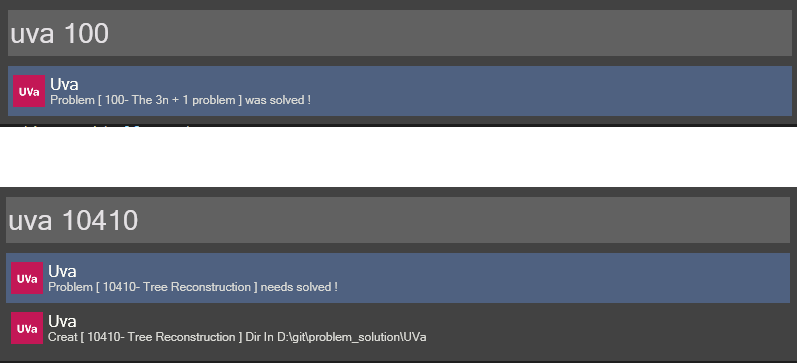 uva 100
UVa
Uva
Problem [ 100- The 3n + 1 problem ] was solved !
uva 10410
UVa
Uva
Problem [ 10410- Tree Reconstruction ] needs solved !
UVa
Uva
Creat [ 10410- Tree Reconstruction ] Dir In D:\git\problem_solution\UVa